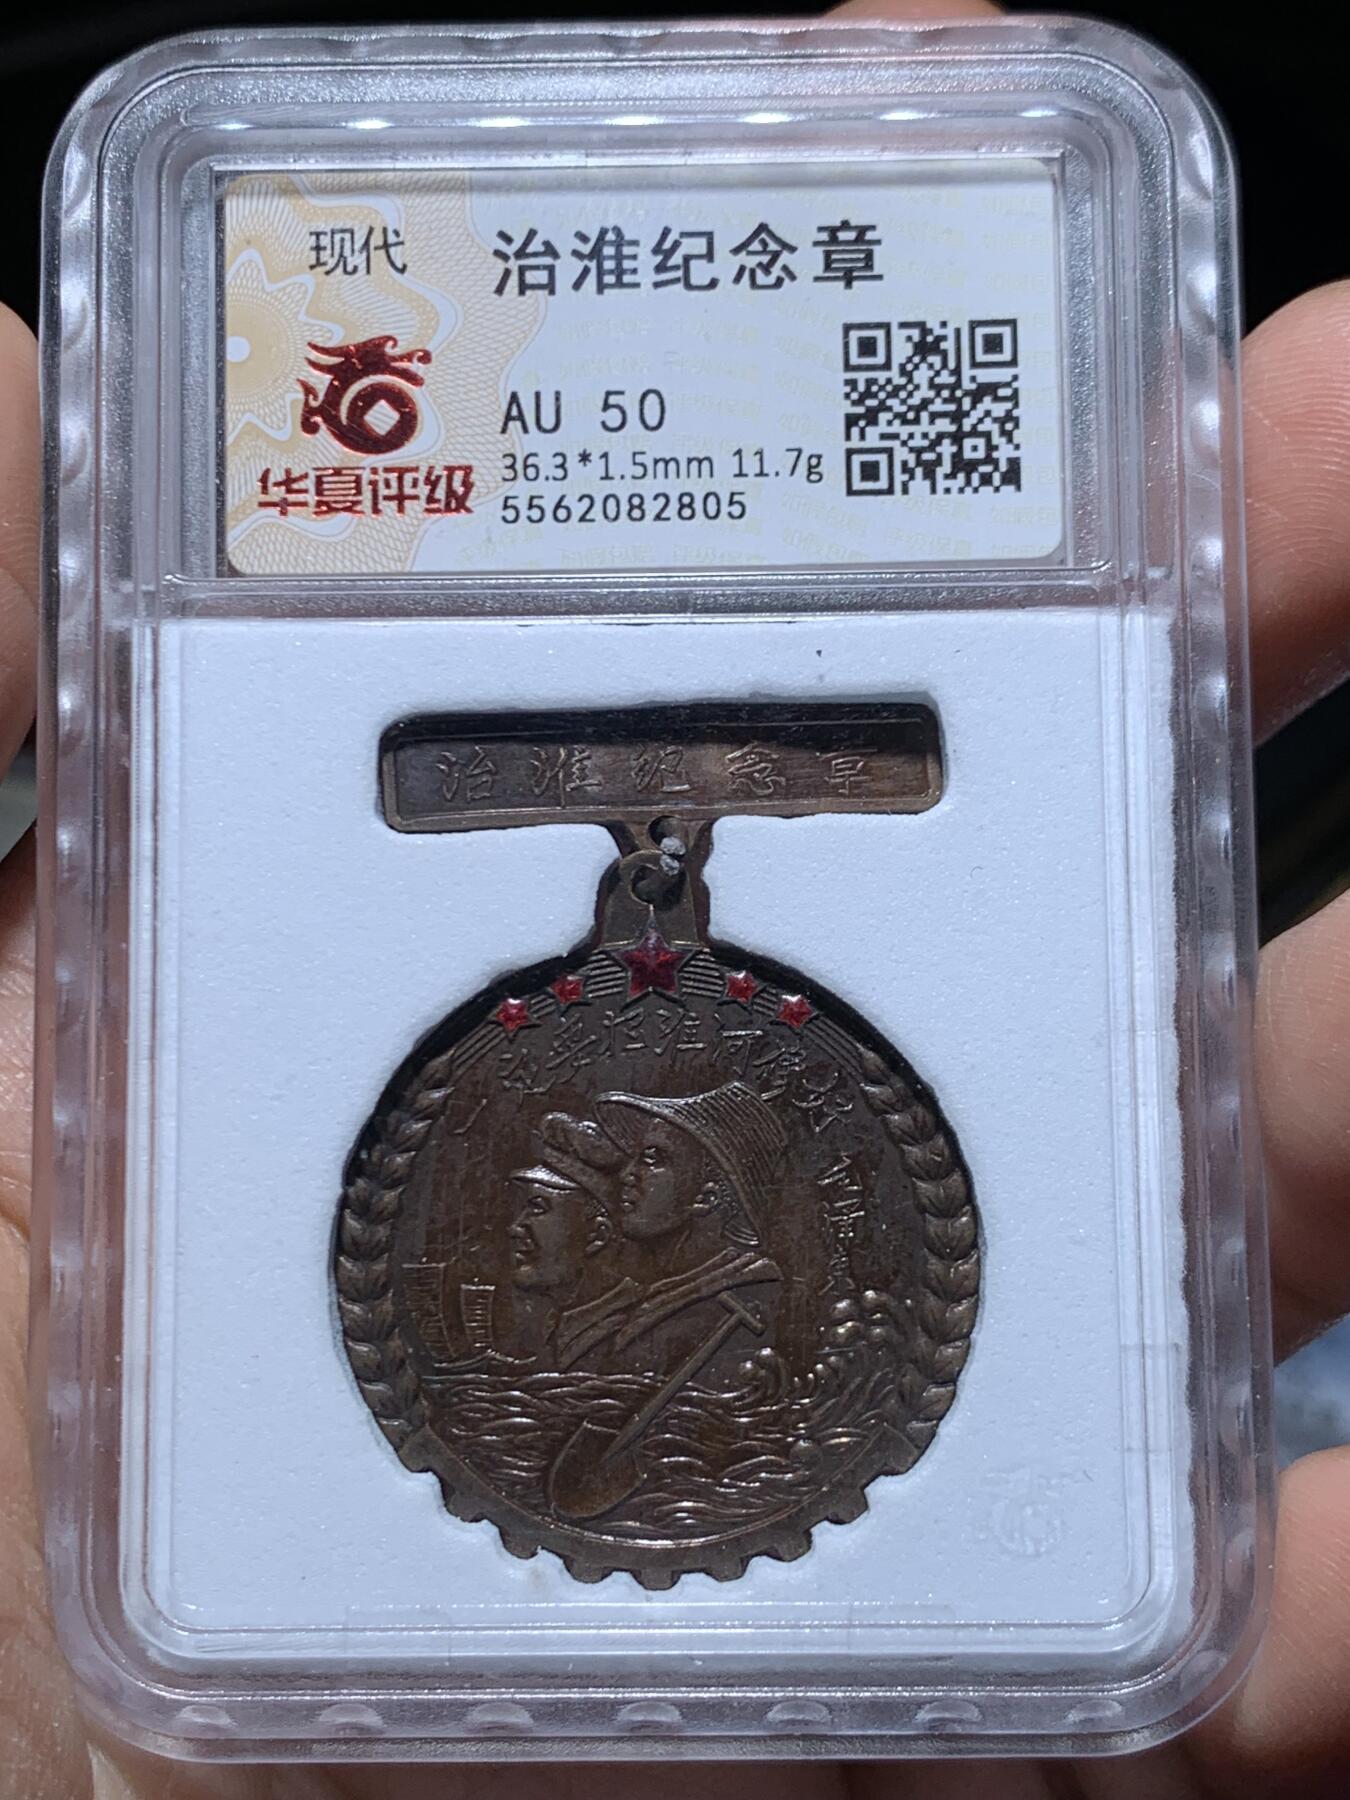 现代
治淮纪念章
华夏评级
AU 50
36.3*1.5mm 11.7g
5562082805
治淮纪念章
一定要把淮河修好
毛泽东